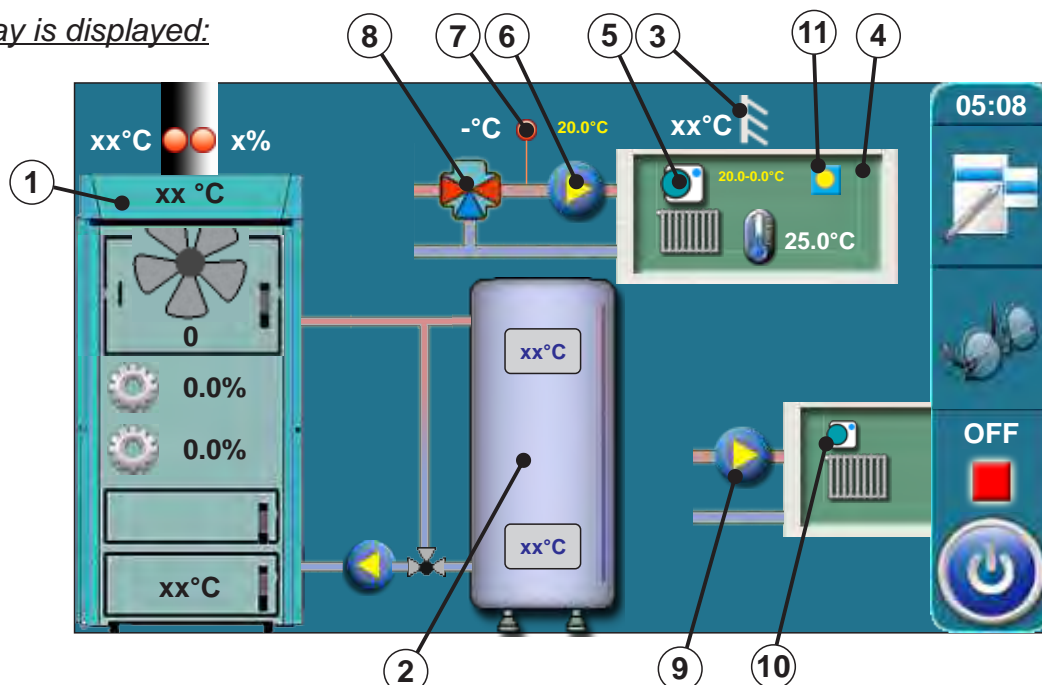 ay is displayed:
8 7 6 5 3 11 4
05:08
-°C 20.0°C xx°C
xx°C x%
1
xx °C
20.0-0.0°C
25.0°C
0
xx°C
0.0%
OFF
0.0%
xx°C
xx°C
2 9 10